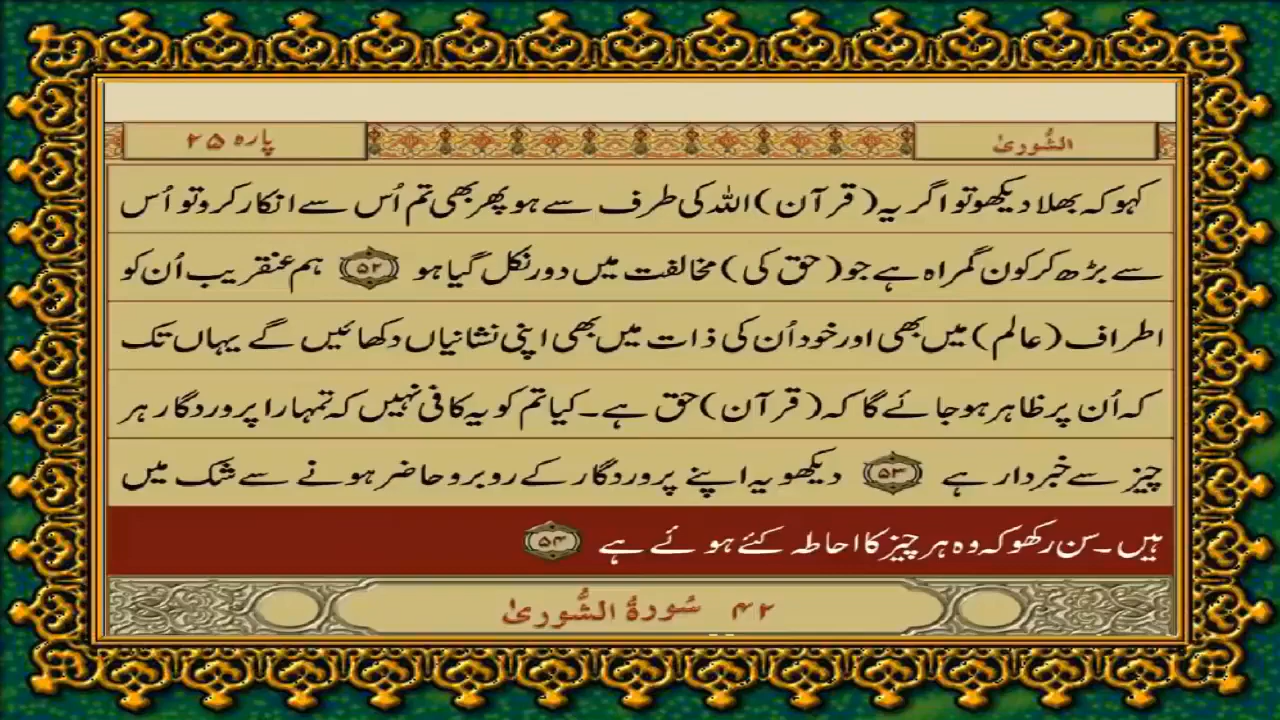 الشُّوریٰ
پارہ ۲۵
کہو کہ بھلا دیکھو تو اگر یہ (قرآن) اللہ کی طرف سے ہو پھر بھی تم اُس سے انکار کرو تو اُس
سے بڑھ کر کون گمراہ ہے جو (حق کی) مخالفت میں دور نکل گیا ہو ۵۲ ہم عنقریب اُن کو
اطراف (عالم) میں بھی اور خود اُن کی ذات میں بھی اپنی نشانیاں دکھائیں گے یہاں تک
کہ اُن پر ظاہر ہو جائے گا کہ (قرآن) حق ہے۔ کیا تم کو یہ کافی نہیں کہ تمہارا پروردگار ہر
چیز سے خبردار ہے ۵۳ دیکھو یہ اپنے پروردگار کے روبرو حاضر ہونے سے شک میں
ہیں۔ سن رکھو کہ وہ ہر چیز کا احاطہ کئے ہوئے ہے ۵۴
۴۲ سُورۃُ الشُّوریٰ